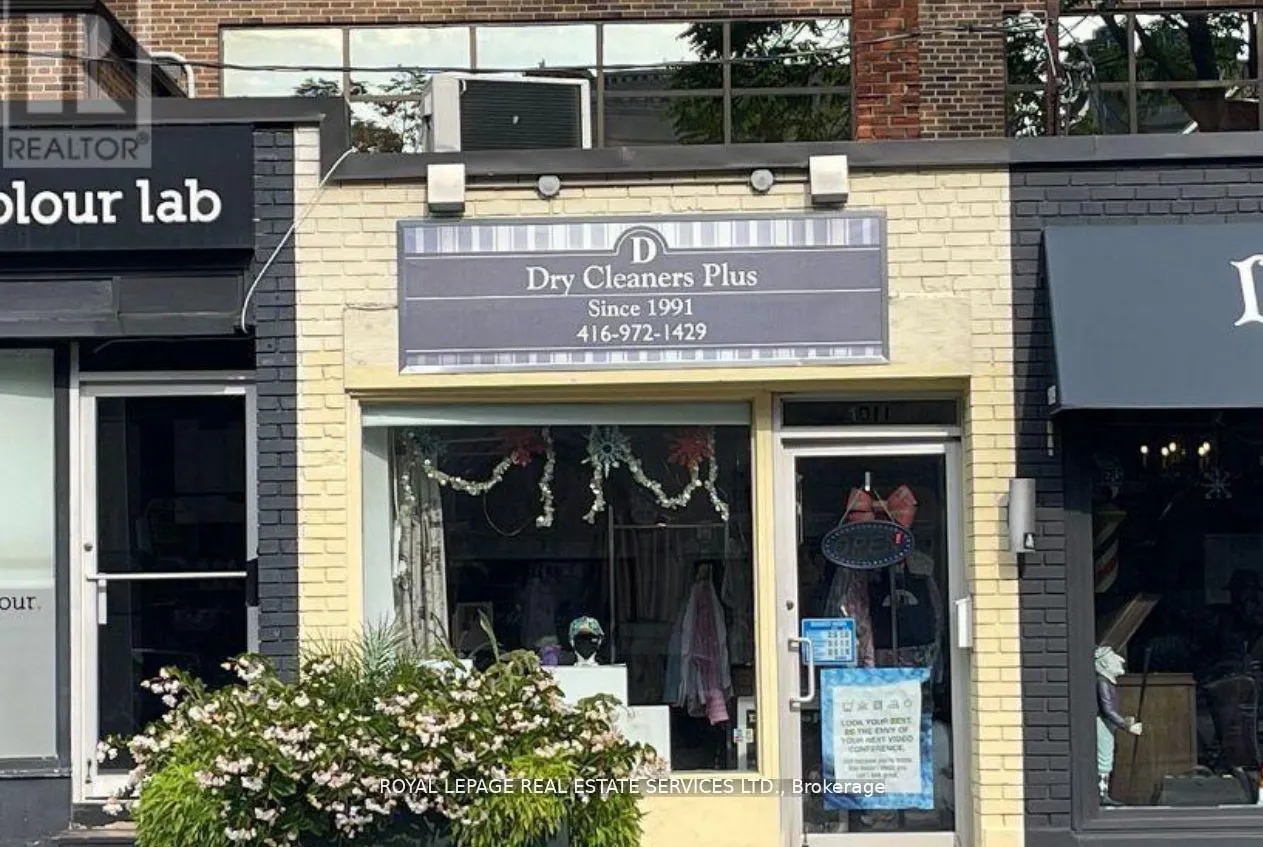 REALTOR®
olour lab
D
Dry Cleaners Plus
Since 1991
416-972-1429
our.
LOOK YOUR BEST.
BE THE ENVY OF
YOUR NEXT VIDEO
CONFERENCE.
ROYAL LEPAGE REAL ESTATE SERVICES LTD., Brokerage